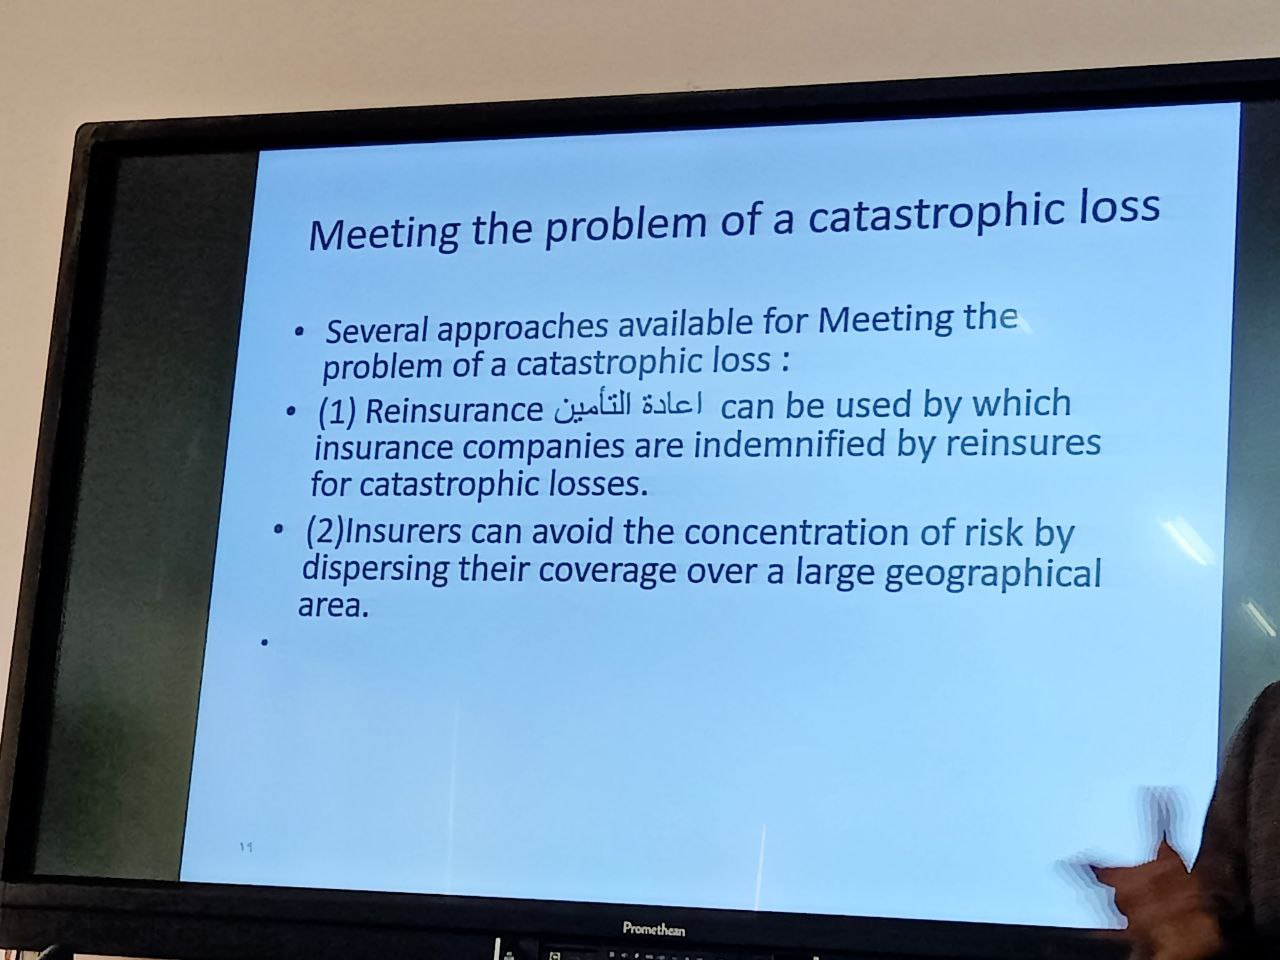 Meeting the problem of a catastrophic loss
• Several approaches available for Meeting the
problem of a catastrophic loss :
• (1) Reinsurance اعادة التأمين can be used by which
insurance companies are indemnified by reinsures
for catastrophic losses.
• (2)Insurers can avoid the concentration of risk by
dispersing their coverage over a large geographical
area.
•
Promethean